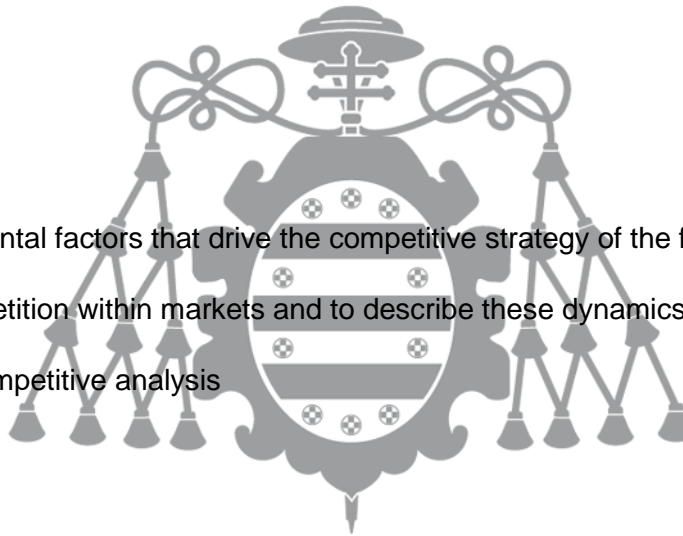 ntal factors that drive the competitive strategy of the f
etition within markets and to describe these dynamics
mpetitive analysis